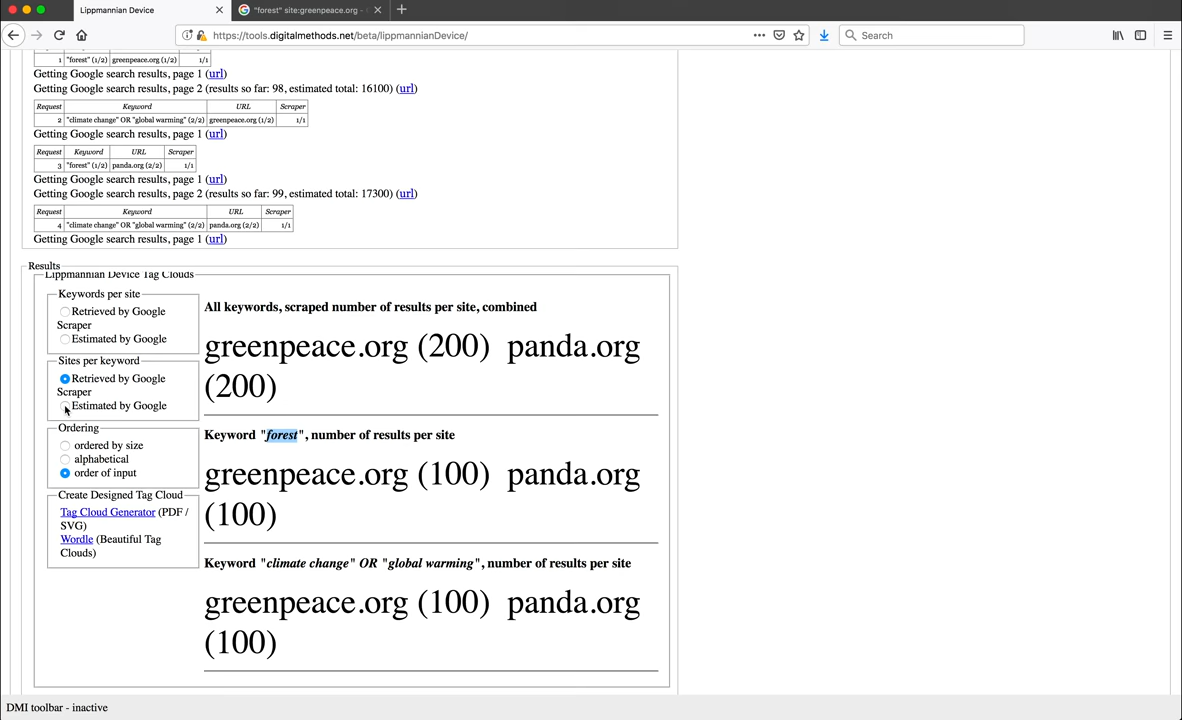 Lippmannian Device
"forest" site:greenpeace.org -
https://tools.digitalmethods.net/beta/lippmannianDevice/
Search
1 "forest" (1/2) greenpeace.org (1/2) 1/1
Getting Google search results, page 1 (url)
Getting Google search results, page 2 (results so far: 98, estimated total: 16100) (url)
Request Keyword URL Scraper
2 "climate change" OR "global warming" (2/2) greenpeace.org (1/2) 1/1
Getting Google search results, page 1 (url)
Request Keyword URL Scraper
3 "forest" (1/2) panda.org (2/2) 1/1
Getting Google search results, page 1 (url)
Getting Google search results, page 2 (results so far: 99, estimated total: 17300) (url)
Request Keyword URL Scraper
4 "climate change" OR "global warming" (2/2) panda.org (2/2) 1/1
Getting Google search results, page 1 (url)
Results
Lippmannian Device Tag Clouds
Keywords per site
Retrieved by Google
Scraper
Estimated by Google
Sites per keyword
Retrieved by Google
Scraper
Estimated by Google
Ordering
ordered by size
alphabetical
order of input
Create Designed Tag Cloud
Tag Cloud Generator (PDF /
SVG)
Wordle (Beautiful Tag
Clouds)
All keywords, scraped number of results per site, combined
greenpeace.org (200) panda.org
(200)
Keyword "forest", number of results per site
greenpeace.org (100) panda.org
(100)
Keyword "climate change" OR "global warming", number of results per site
greenpeace.org (100) panda.org
(100)
DMI toolbar - inactive